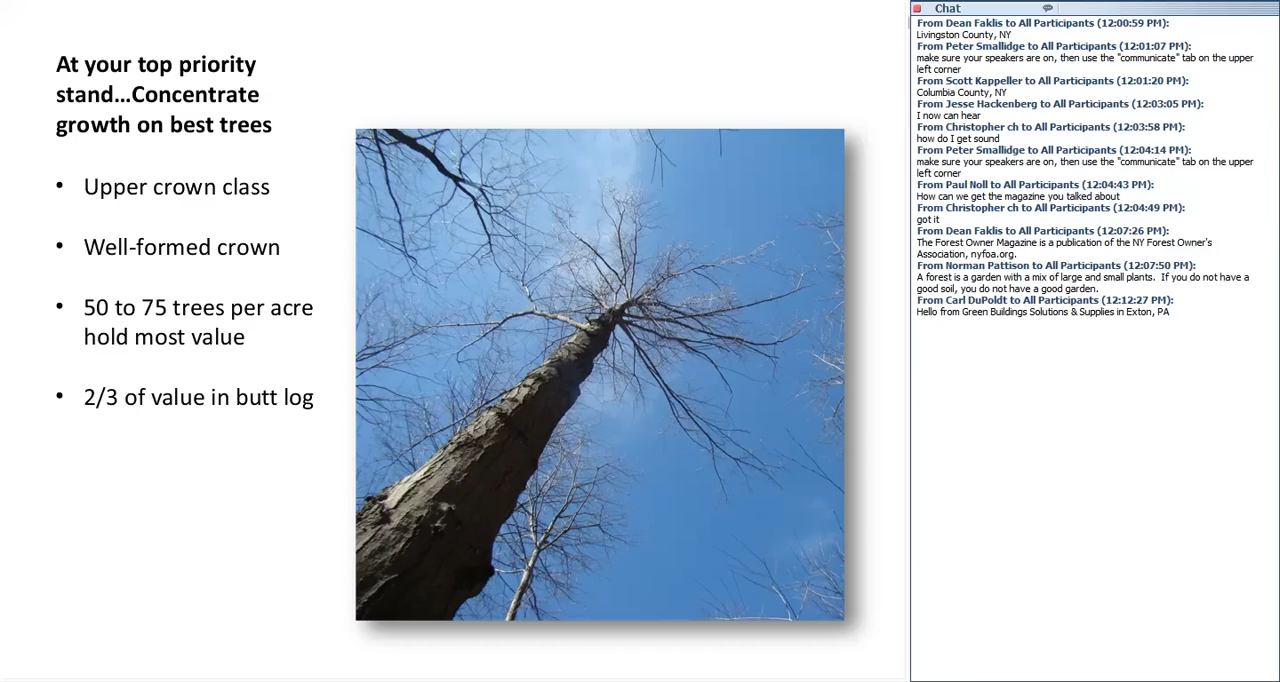 At your top priority
stand...Concentrate
growth on best trees
• Upper crown class
• Well-formed crown
• 50 to 75 trees per acre
hold most value
• 2/3 of value in butt log
Chat
From Dean Faklis to All Participants (12:00:59 PM):
Livingston County, NY
From Peter Smallidge to All Participants (12:01:07 PM):
make sure your speakers are on, then use the "communicate" tab on the upper
left corner
From Scott Kappeller to All Participants (12:01:20 PM):
Columbia County, NY
From Jesse Hackenberg to All Participants (12:03:05 PM):
I now can hear
From Christopher ch to All Participants (12:03:58 PM):
how do I get sound
From Peter Smallidge to All Participants (12:04:14 PM):
make sure your speakers are on, then use the "communicate" tab on the upper
left corner
From Paul Noll to All Participants (12:04:43 PM):
How can we get the magazine you talked about
From Christopher ch to All Participants (12:04:49 PM):
got it
From Dean Faklis to All Participants (12:07:26 PM):
The Forest Owner Magazine is a publication of the NY Forest Owner's
Association, nyfoa.org.
From Norman Pattison to All Participants (12:07:50 PM):
A forest is a garden with a mix of large and small plants.  If you do not have a
good soil, you do not have a good garden.
From Carl DuPoldt to All Participants (12:12:27 PM):
Hello from Green Buildings Solutions & Supplies in Exton, PA